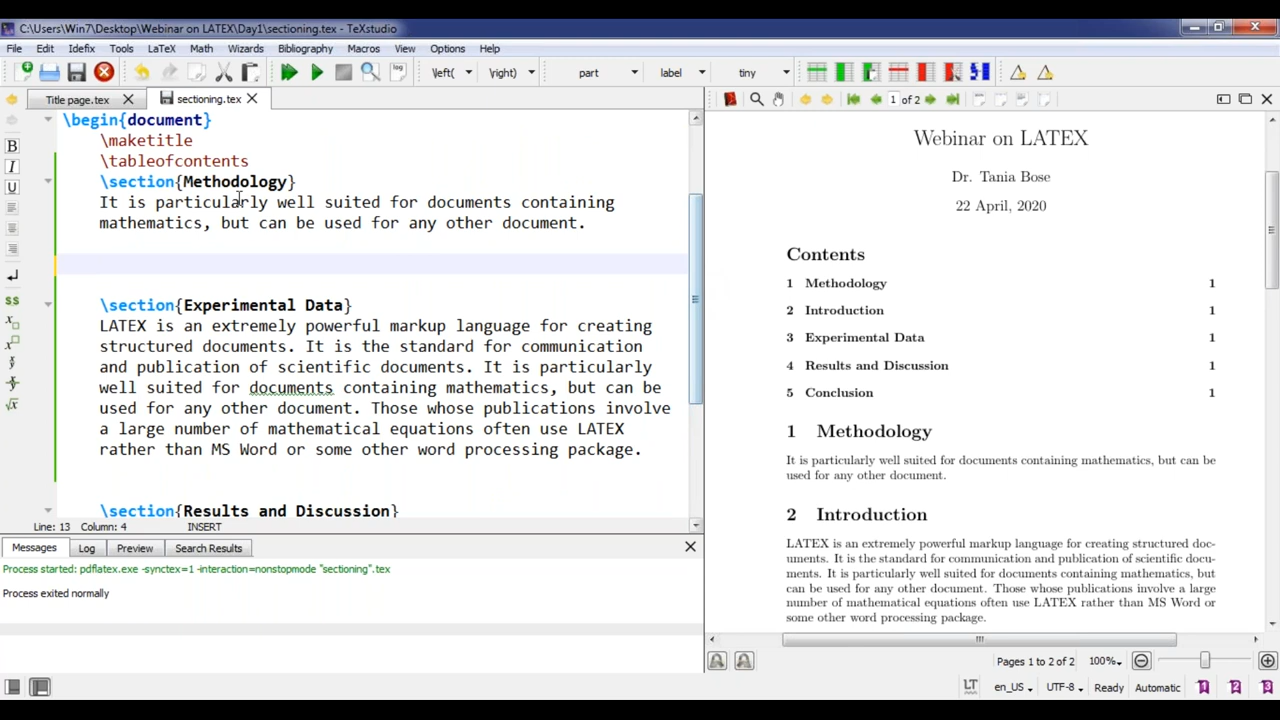 C:\Users\Win7\Desktop\Webinar on LATEX\Day1\sectioning.tex - TeXstudio
File Edit Idefix Tools LaTeX Math Wizards Bibliography Macros View Options Help
log \left( \right) part label tiny
Title page.tex sectioning.tex 1 of 2
\begin{document}
\maketitle
\tableofcontents
\section{Methodology}
It is particularly well suited for documents containing
mathematics, but can be used for any other document.
\section{Experimental Data}
LATEX is an extremely powerful markup language for creating
structured documents. It is the standard for communication
and publication of scientific documents. It is particularly
well suited for documents containing mathematics, but can be
used for any other document. Those whose publications involve
a large number of mathematical equations often use LATEX
rather than MS Word or some other word processing package.
\section{Results and Discussion}
B
I
U
$$
x
x
x/y
x/y
√x
Line: 13 Column: 4 INSERT
Messages Log Preview Search Results
Process started: pdflatex.exe -synctex=1 -interaction=nonstopmode "sectioning".tex
Process exited normally
Webinar on LATEX
Dr. Tania Bose
22 April, 2020
Contents
1 Methodology 1
2 Introduction 1
3 Experimental Data 1
4 Results and Discussion 1
5 Conclusion 1
1 Methodology
It is particularly well suited for documents containing mathematics, but can be
used for any other document.
2 Introduction
LATEX is an extremely powerful markup language for creating structured doc-
uments. It is the standard for communication and publication of scientific docu-
ments. It is particularly well suited for documents containing mathematics, but
can be used for any other document. Those whose publications involve a large
number of mathematical equations often use LATEX rather than MS Word or
some other word processing package.
Pages 1 to 2 of 2 100%
LT en_US UTF-8 Ready Automatic 1 2 3